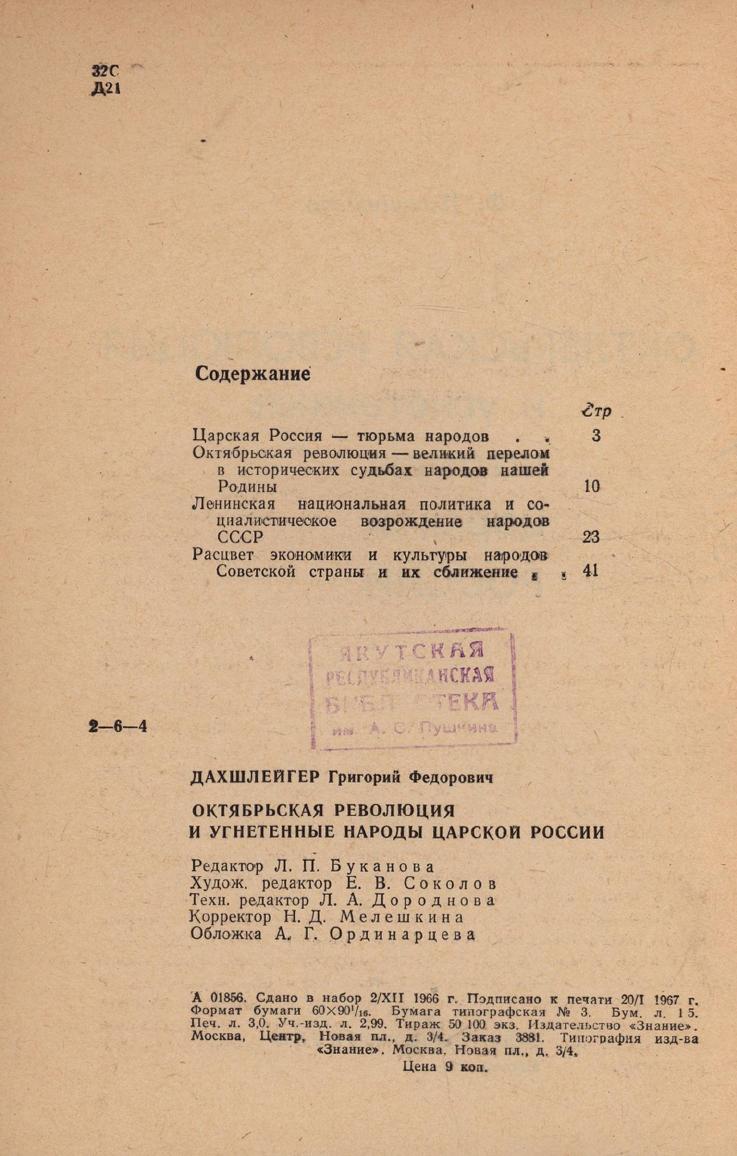 32С
Д21
Содержание
Стр
Царская Россия — тюрьма народов . . 3
Октябрьская революция — великий перелом
в исторических судьбах народов нашей
Родины 10
Ленинская национальная политика и со-
циалистическое возрождение народов
СССР 23
Расцвет экономики и культуры народов
Советской страны и их сближение . . 41
ЯКУТСКАЯ
РЕСПУБЛИКАНСКАЯ
БИБЛИОТЕКА
им А. С. Пушкина
2—6—4
ДАХШЛЕЙГЕР Григорий Федорович
ОКТЯБРЬСКАЯ РЕВОЛЮЦИЯ
И УГНЕТЕННЫЕ НАРОДЫ ЦАРСКОЙ РОССИИ
Редактор Л. П. Буканова
Худож. редактор Е. В. Соколов
Техн. редактор Л. А. Дороднова
Корректор Н. Д. Мелешкина
Обложка А. Г. Ординарцева
А 01856. Сдано в набор 2/XII 1966 г. Подписано к печати 20/I 1967 г.
Формат бумаги 60×90¹/₁₆. Бумага типографская № 3. Бум. л. 1 5.
Печ. л. 3,0. Уч.-изд. л. 2,99. Тираж 50 100 экз. Издательство «Знание».
Москва, Центр, Новая пл., д. 3/4. Заказ 3881. Типография изд-ва
«Знание». Москва, Новая пл., д. 3/4.
Цена 9 коп.